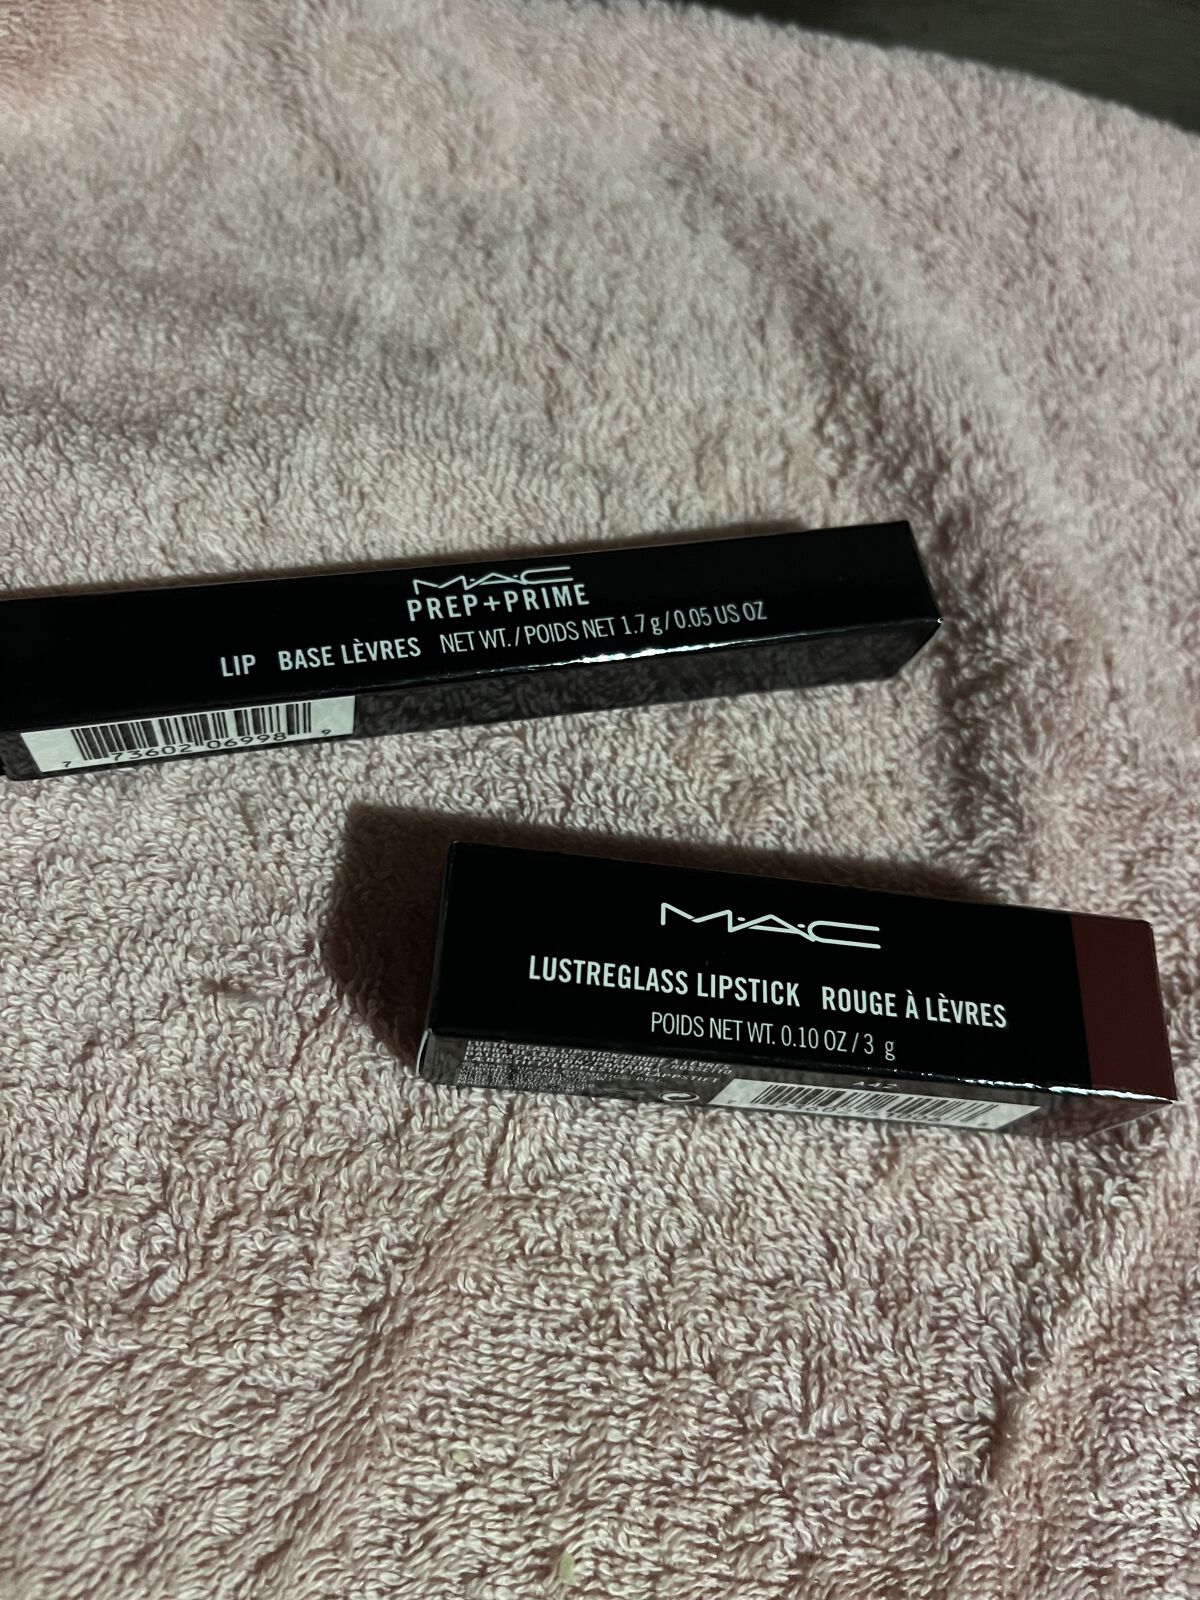 M·A·C
PREP+PRIME
LIP BASE LÈVRES NET WT. / POIDS NET 1.7 g / 0.05 US OZ
7 73602 06998 9
M·A·C
LUSTREGLASS LIPSTICK ROUGE À LÈVRES
POIDS NET WT. 0.10 OZ / 3 g
A42